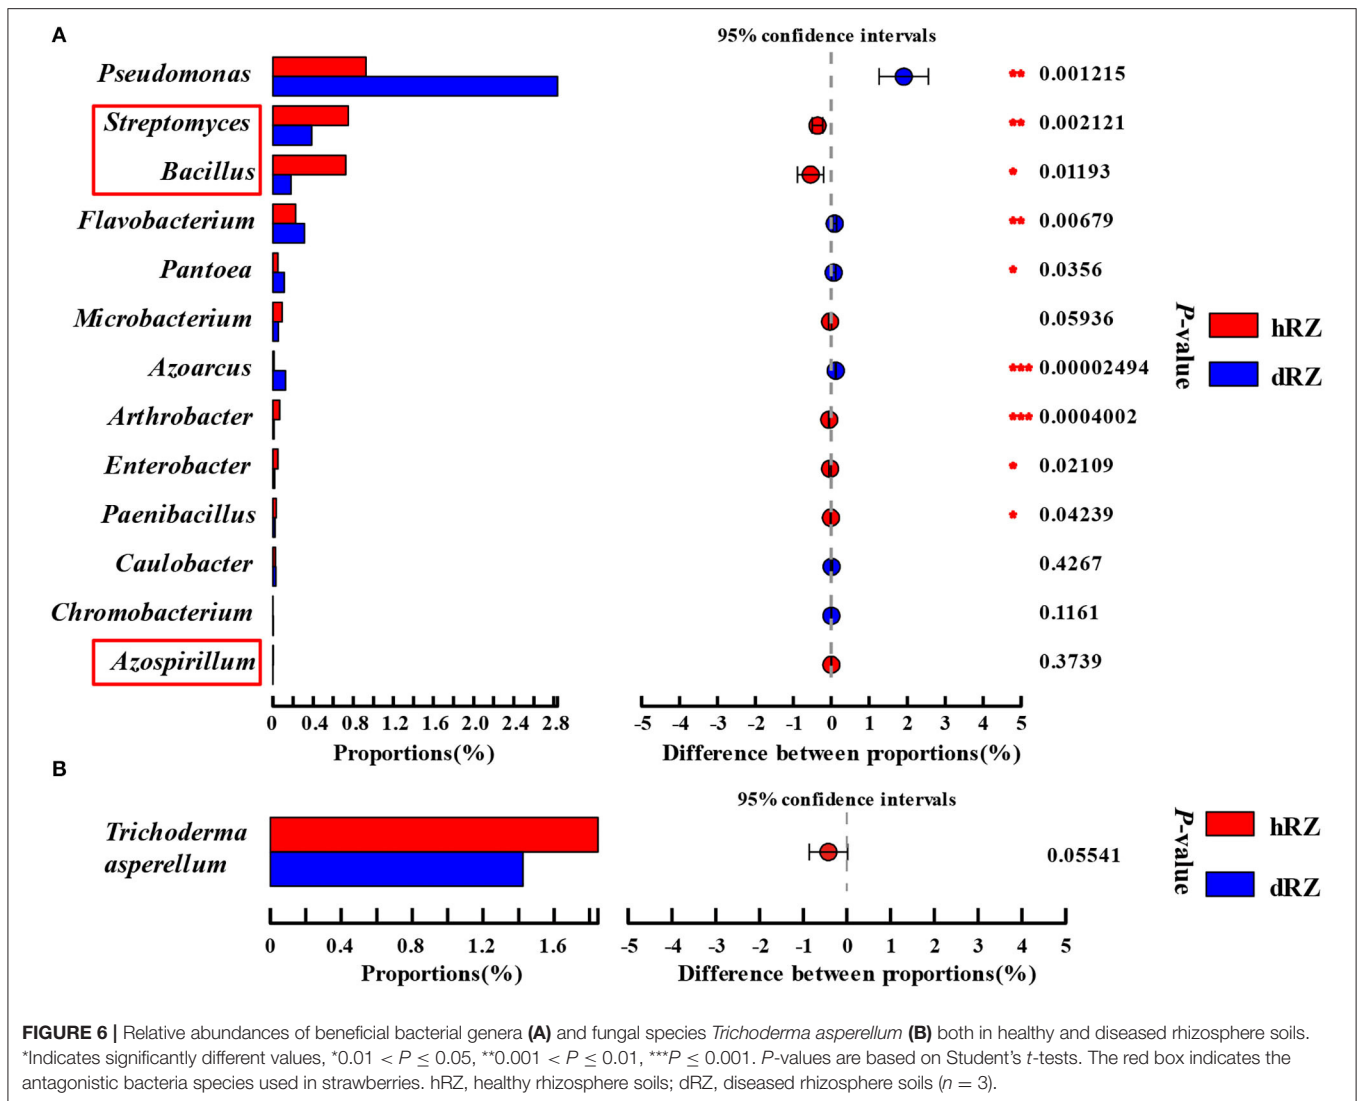 A
95% confidence intervals
Pseudomonas
** 0.001215
Streptomyces
** 0.002121
Bacillus
* 0.01193
Flavobacterium
** 0.00679
Pantoea
* 0.0356
Microbacterium
0.05936
Azoarcus
*** 0.00002494
Arthrobacter
*** 0.0004002
Enterobacter
* 0.02109
Paenibacillus
* 0.04239
Caulobacter
0.4267
Chromobacterium
0.1161
Azospirillum
0.3739
P-value
hRZ
dRZ
0 0.4 0.8 1.2 1.6 2.0 2.4 2.8
Proportions(%)
-5 -4 -3 -2 -1 0 1 2 3 4 5
Difference between proportions(%)
B
95% confidence intervals
Trichoderma
asperellum
0.05541
P-value
hRZ
dRZ
0 0.4 0.8 1.2 1.6
Proportions(%)
-5 -4 -3 -2 -1 0 1 2 3 4 5
Difference between proportions(%)
FIGURE 6 | Relative abundances of beneficial bacterial genera (A) and fungal species Trichoderma asperellum (B) both in healthy and diseased rhizosphere soils.
*Indicates significantly different values, *0.01 < P ≤ 0.05, **0.001 < P ≤ 0.01, ***P ≤ 0.001. P-values are based on Student's t-tests. The red box indicates the
antagonistic bacteria species used in strawberries. hRZ, healthy rhizosphere soils; dRZ, diseased rhizosphere soils (n = 3).